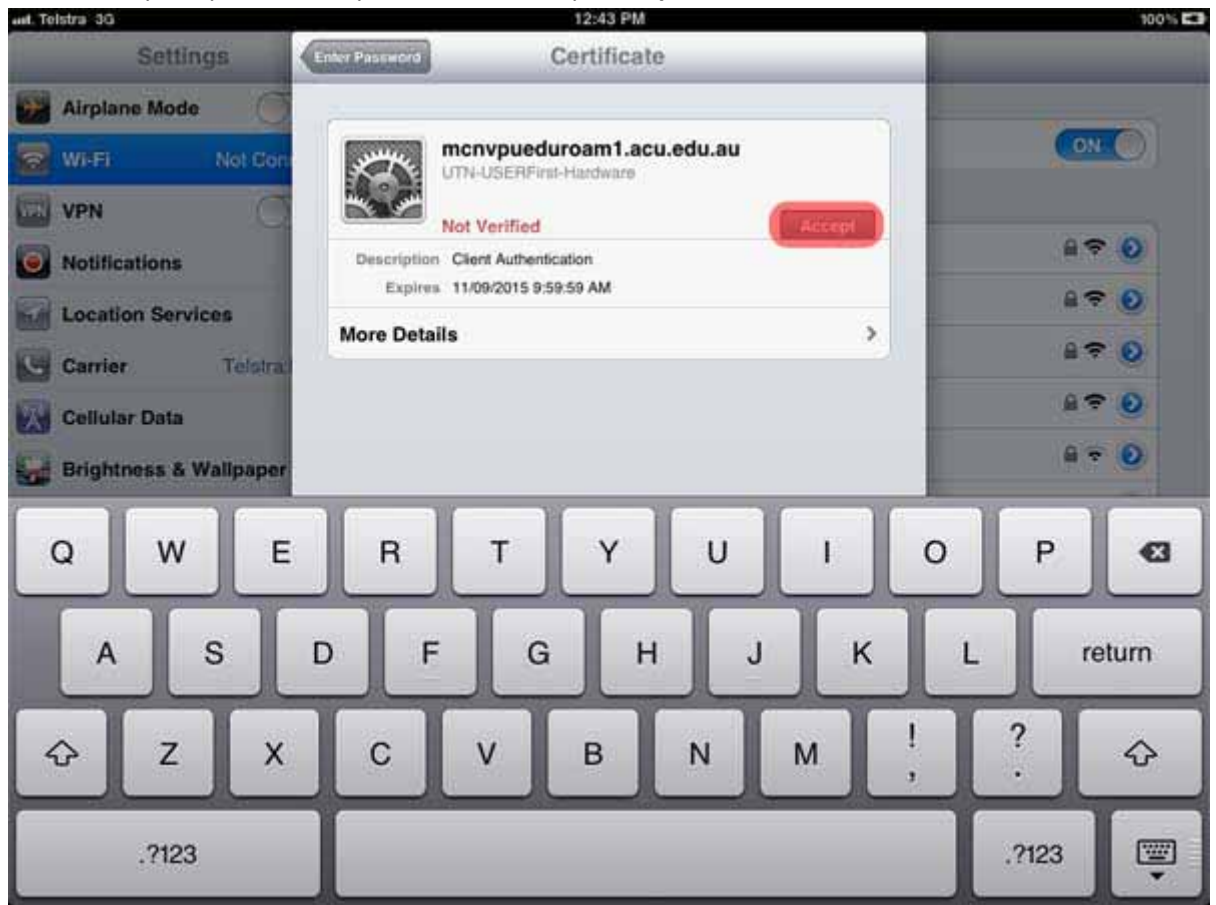 Telstra 3G 12:43 PM 100%
Settings
Enter Password
Certificate
Airplane Mode
Wi-Fi Not Con
VPN
Notifications
Location Services
Carrier Telstra
Cellular Data
Brightness & Wallpaper
mcnvpueduroam1.acu.edu.au
UTN-USERFirst-Hardware
Not Verified
Accept
Description Client Authentication
Expires 11/09/2015 9:59:59 AM
More Details
ON
VPN
Q W E R T Y U I O P
A S D F G H J K L return
Z X C V B N M ! , ? .
.?123 .?123